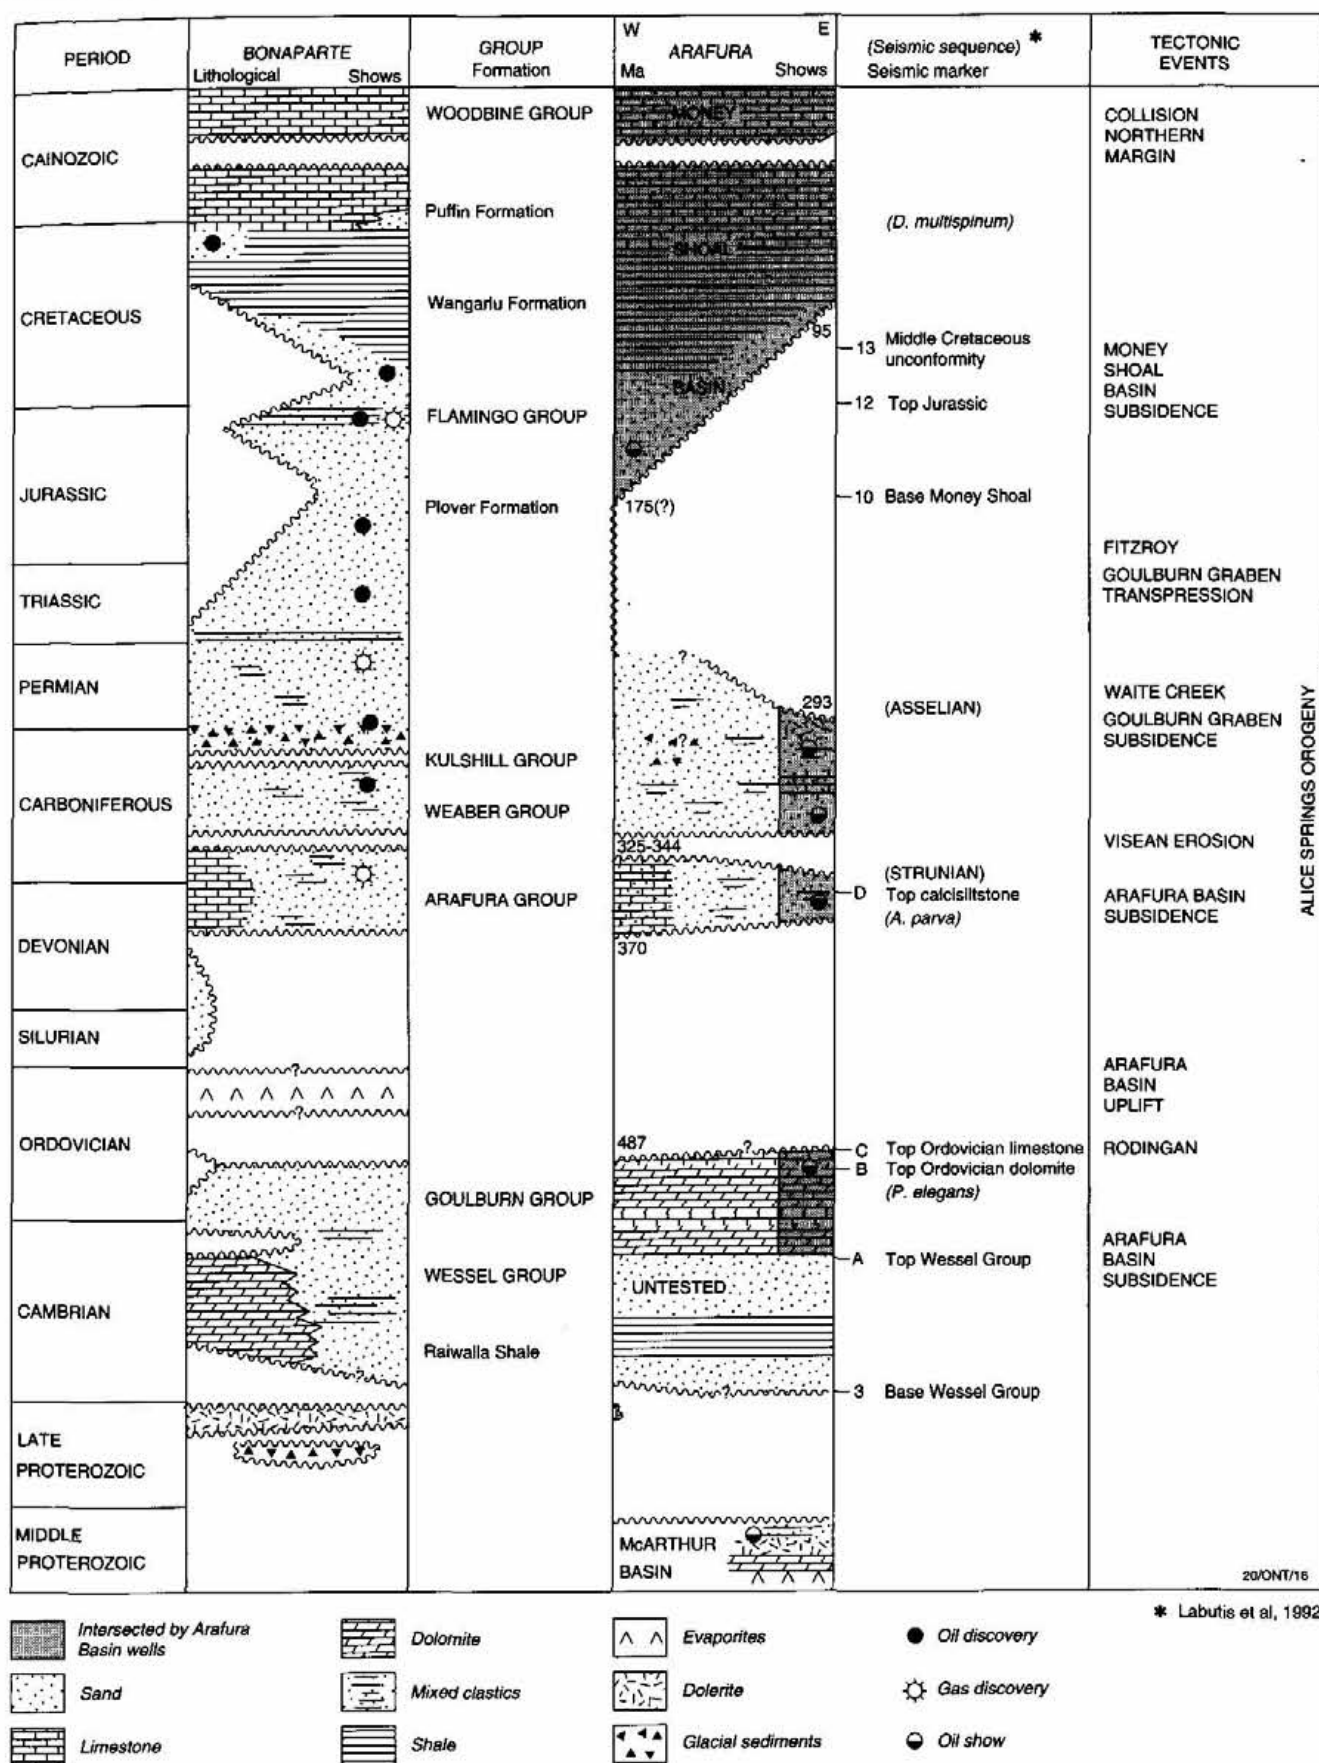 PERIOD
BONAPARTE
Lithological Shows
GROUP
Formation
W E
ARAFURA
Ma Shows
(Seismic sequence) *
Seismic marker
TECTONIC
EVENTS
CAINOZOIC
CRETACEOUS
JURASSIC
TRIASSIC
PERMIAN
CARBONIFEROUS
DEVONIAN
SILURIAN
ORDOVICIAN
CAMBRIAN
LATE
PROTEROZOIC
MIDDLE
PROTEROZOIC
?
?
?
WOODBINE GROUP
Puffin Formation
Wangarlu Formation
FLAMINGO GROUP
Plover Formation
KULSHILL GROUP
WEABER GROUP
ARAFURA GROUP
GOULBURN GROUP
WESSEL GROUP
Raiwalla Shale
MONEY
SHOAL
BASIN
95
175(?)
?
293
?
325-344
370
487
?
UNTESTED
?
McARTHUR
BASIN
(D. multispinum)
13 Middle Cretaceous
unconformity
12 Top Jurassic
10 Base Money Shoal
(ASSELIAN)
(STRUNIAN)
D Top calcisiltstone
(A. parva)
C Top Ordovician limestone
B Top Ordovician dolomite
(P. elegans)
A Top Wessel Group
3 Base Wessel Group
COLLISION
NORTHERN
MARGIN
MONEY
SHOAL
BASIN
SUBSIDENCE
FITZROY
GOULBURN GRABEN
TRANSPRESSION
WAITE CREEK
GOULBURN GRABEN
SUBSIDENCE
VISEAN EROSION
ARAFURA BASIN
SUBSIDENCE
ARAFURA
BASIN
UPLIFT
RODINGAN
ARAFURA
BASIN
SUBSIDENCE
ALICE SPRINGS OROGENY
20/ONT/16
* Labutis et al, 1992
Intersected by Arafura
Basin wells
Sand
Limestone
Dolomite
Mixed clastics
Shale
Evaporites
Dolerite
Glacial sediments
Oil discovery
Gas discovery
Oil show